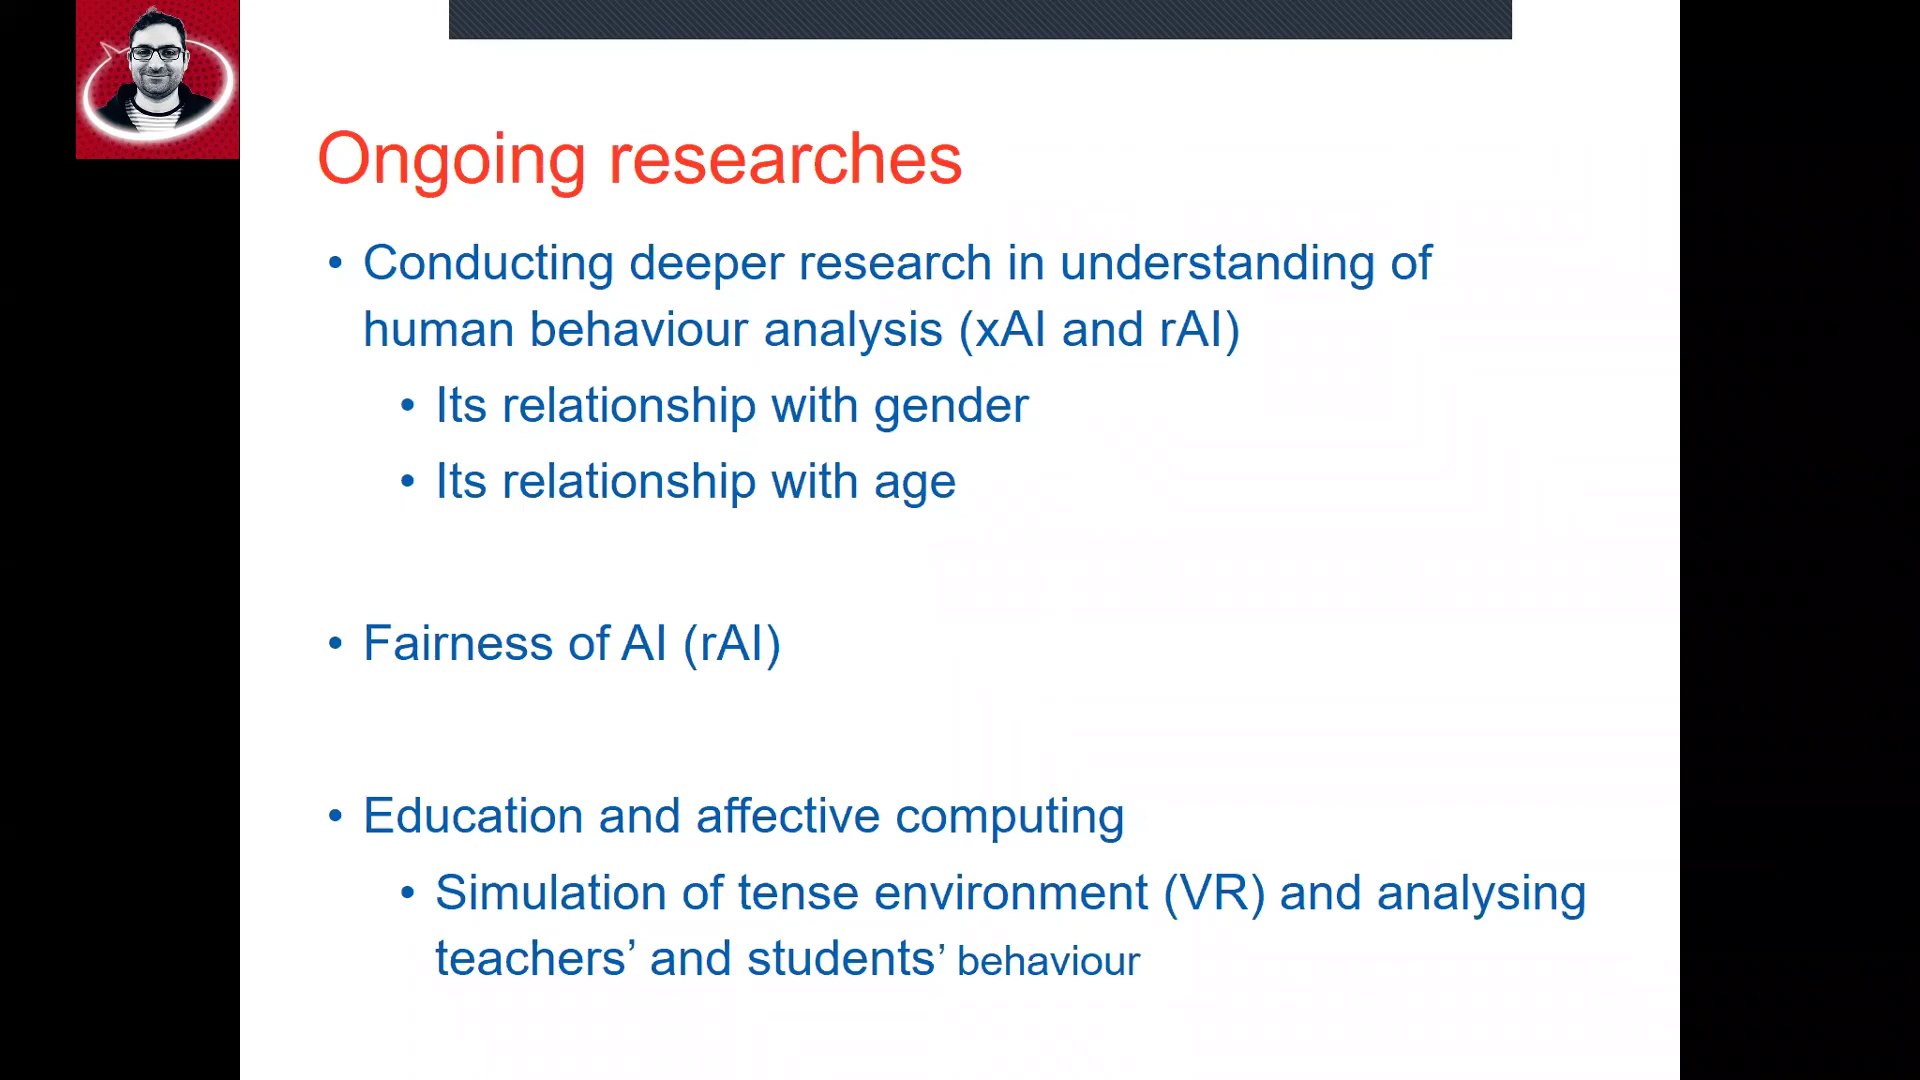 Ongoing researches
• Conducting deeper research in understanding of
human behaviour analysis (xAI and rAI)
• Its relationship with gender
• Its relationship with age
• Fairness of AI (rAI)
• Education and affective computing
• Simulation of tense environment (VR) and analysing
teachers’ and students’ behaviour